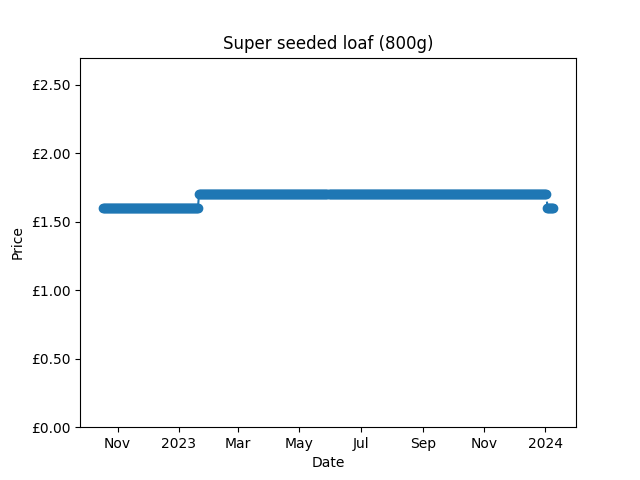 Super seeded loaf (800g)
£2.50
£2.00
£1.50
£1.00
£0.50
£0.00
Price
Nov 2023 Mar May Jul Sep Nov 2024
Date